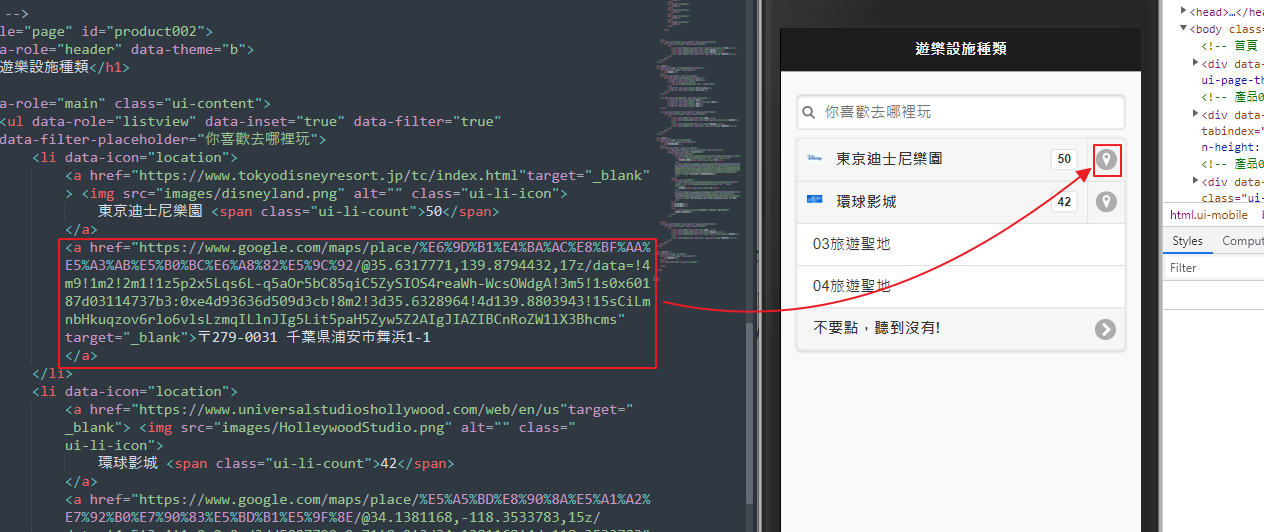 -->
le="page" id="product002">
a-role="header" data-theme="b">
遊樂設施種類</h1>
a-role="main" class="ui-content">
<ul data-role="listview" data-inset="true" data-filter="true"
data-filter-placeholder="你喜歡去哪裡玩">
<li data-icon="location">
<a href="https://www.tokyodisneyresort.jp/tc/index.html"target="_blank"
> <img src="images/disneyland.png" alt="" class="ui-li-icon">
東京迪士尼樂園 <span class="ui-li-count">50</span>
</a>
<a href="https://www.google.com/maps/place/%E6%9D%B1%E4%BA%AC%E8%BF%AA%
E5%A3%AB%E5%B0%BC%E6%A8%82%E5%9C%92/@35.6317771,139.8794432,17z/data=!4
m9!1m2!2m1!1z5p2x5Lqs6L-q5aOr5bC85qiC5ZySIOS4reaWh-WcsOWdgA!3m5!1s0x601
87d03114737b3:0xe4d93636d509d3cb!8m2!3d35.6328964!4d139.8803943!15sCiLm
nbHkuqzov6rlo6vlsLzmqILlnJIg5Lit5paH5Zyw5Z2AIgJIAZIBCnRoZW1lX3Bhcms"
target="_blank">〒279-0031 千葉県浦安市舞浜1-1
</a>
</li>
<li data-icon="location">
<a href="https://www.universalstudioshollywood.com/web/en/us"target="
_blank"> <img src="images/HolleywoodStudio.png" alt="" class="
ui-li-icon">
環球影城 <span class="ui-li-count">42</span>
</a>
<a href="https://www.google.com/maps/place/%E5%A5%BD%E8%90%8A%E5%A1%A2%
E7%92%B0%E7%90%83%E5%BD%B1%E5%9F%8E/@34.1381168,-118.3533783,15z/
遊樂設施種類
你喜歡去哪裡玩
東京迪士尼樂園 50
環球影城 42
03旅遊聖地
04旅遊聖地
不要點，聽到沒有!
<head>…</hea
<body class=
<!-- 首頁
<div data-
ui-page-th
<!-- 產品0
<div data-
tabindex="
n-height:
<!-- 產品0
<div data-
class="ui-
html.ui-mobile
Styles Comput
Filter